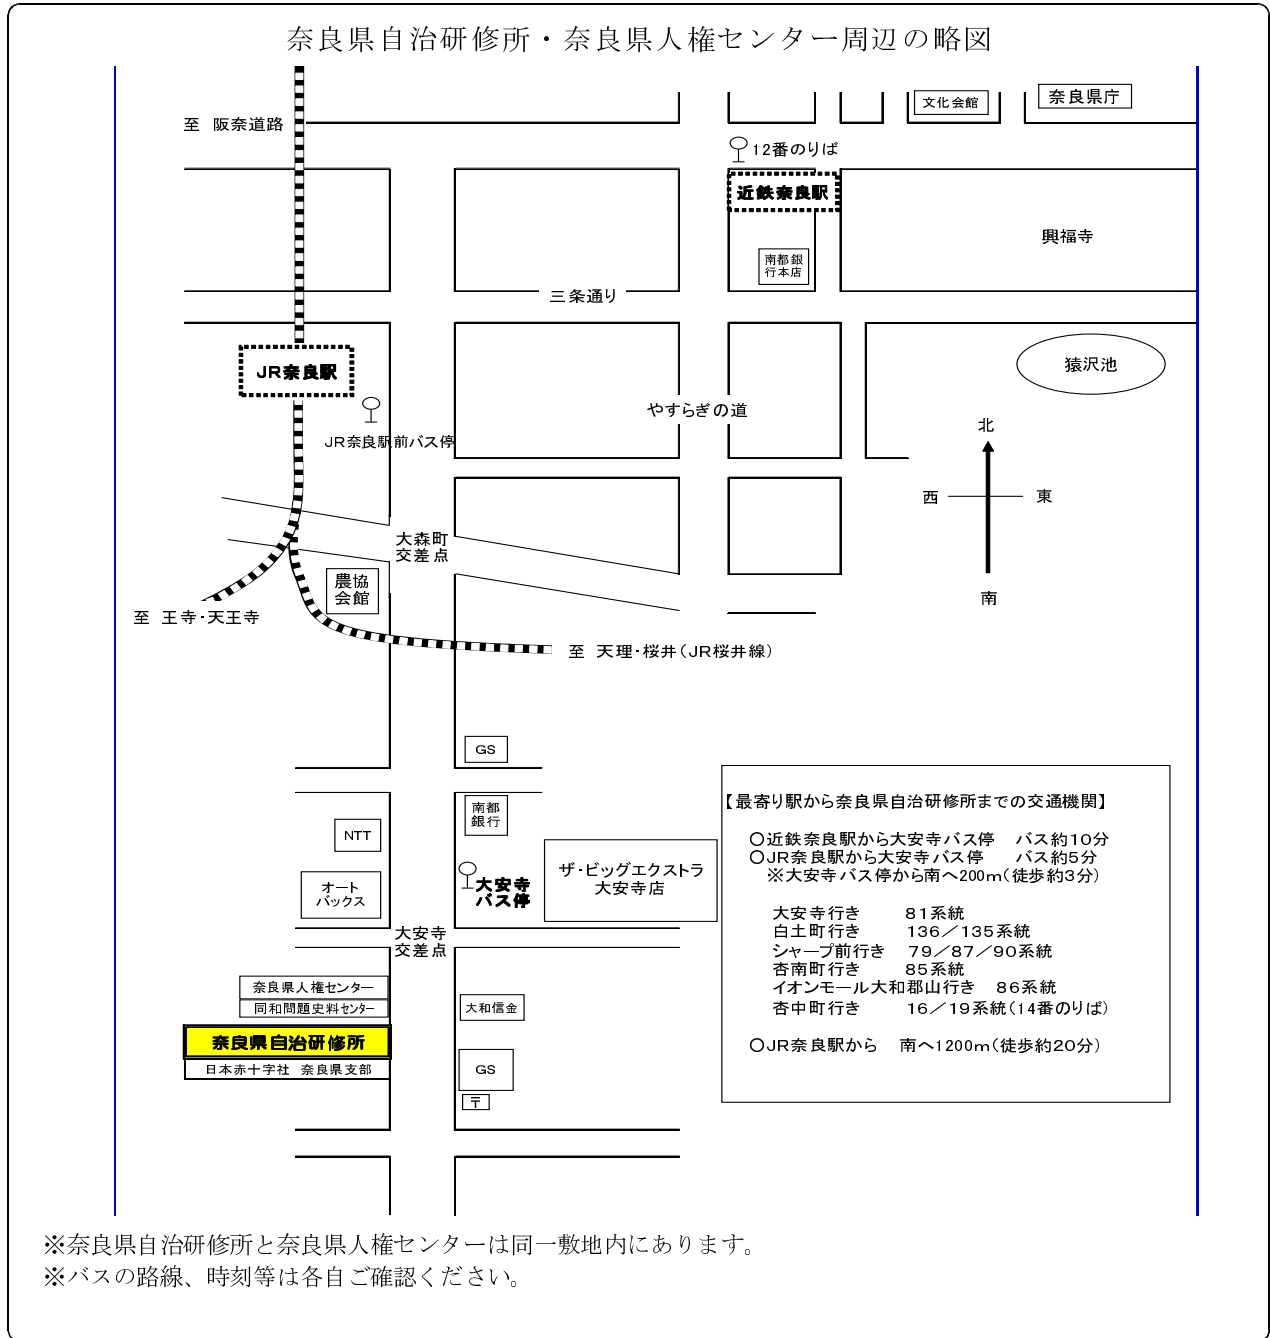 奈良県自治研修所・奈良県人権センター周辺の略図
至　阪奈道路
文化会館
奈良県庁
12番のりば
近鉄奈良駅
興福寺
南都銀
行本店
三条通り
JR奈良駅
猿沢池
やすらぎの道
JR奈良駅前バス停
北
西
東
南
大森町
交差点
農協
会館
至　王寺・天王寺
至　天理・桜井（JR桜井線）
GS
南都
銀行
NTT
オート
バックス
大安寺
バス停
ザ・ビッグエクストラ
大安寺店
大安寺
交差点
奈良県人権センター
同和問題史料センター
奈良県自治研修所
日本赤十字社　奈良県支部
大和信金
GS
〒
【最寄り駅から奈良県自治研修所までの交通機関】
○近鉄奈良駅から大安寺バス停　バス約10分
○JR奈良駅から大安寺バス停　バス約5分
※大安寺バス停から南へ200m（徒歩約3分）
大安寺行き　81系統
白土町行き　136／135系統
シャープ前行き　79／87／90系統
杏南町行き　85系統
イオンモール大和郡山行き　86系統
杏中町行き　16／19系統（14番のりば）
○JR奈良駅から　南へ1200m（徒歩約20分）
※奈良県自治研修所と奈良県人権センターは同一敷地内にあります。
※バスの路線、時刻等は各自ご確認ください。